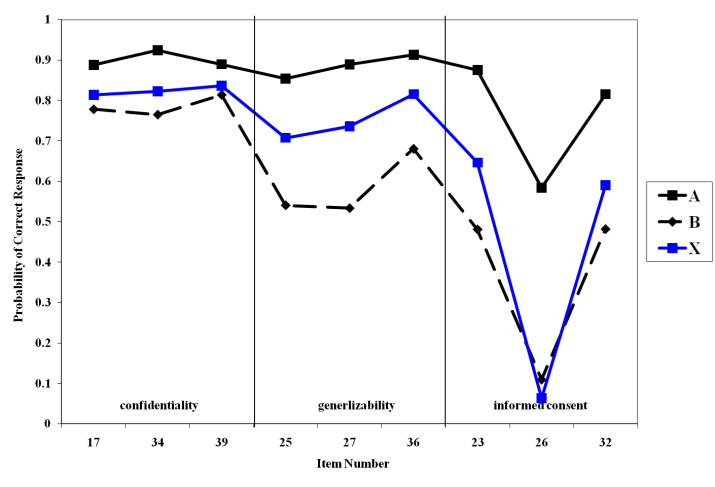 1
0.9
0.8
0.7
0.6
0.5
0.4
0.3
0.2
0.1
0
Probability of Correct Response
confidentiality
generlizability
informed consent
17 34 39 25 27 36 23 26 32
Item Number
A
B
X